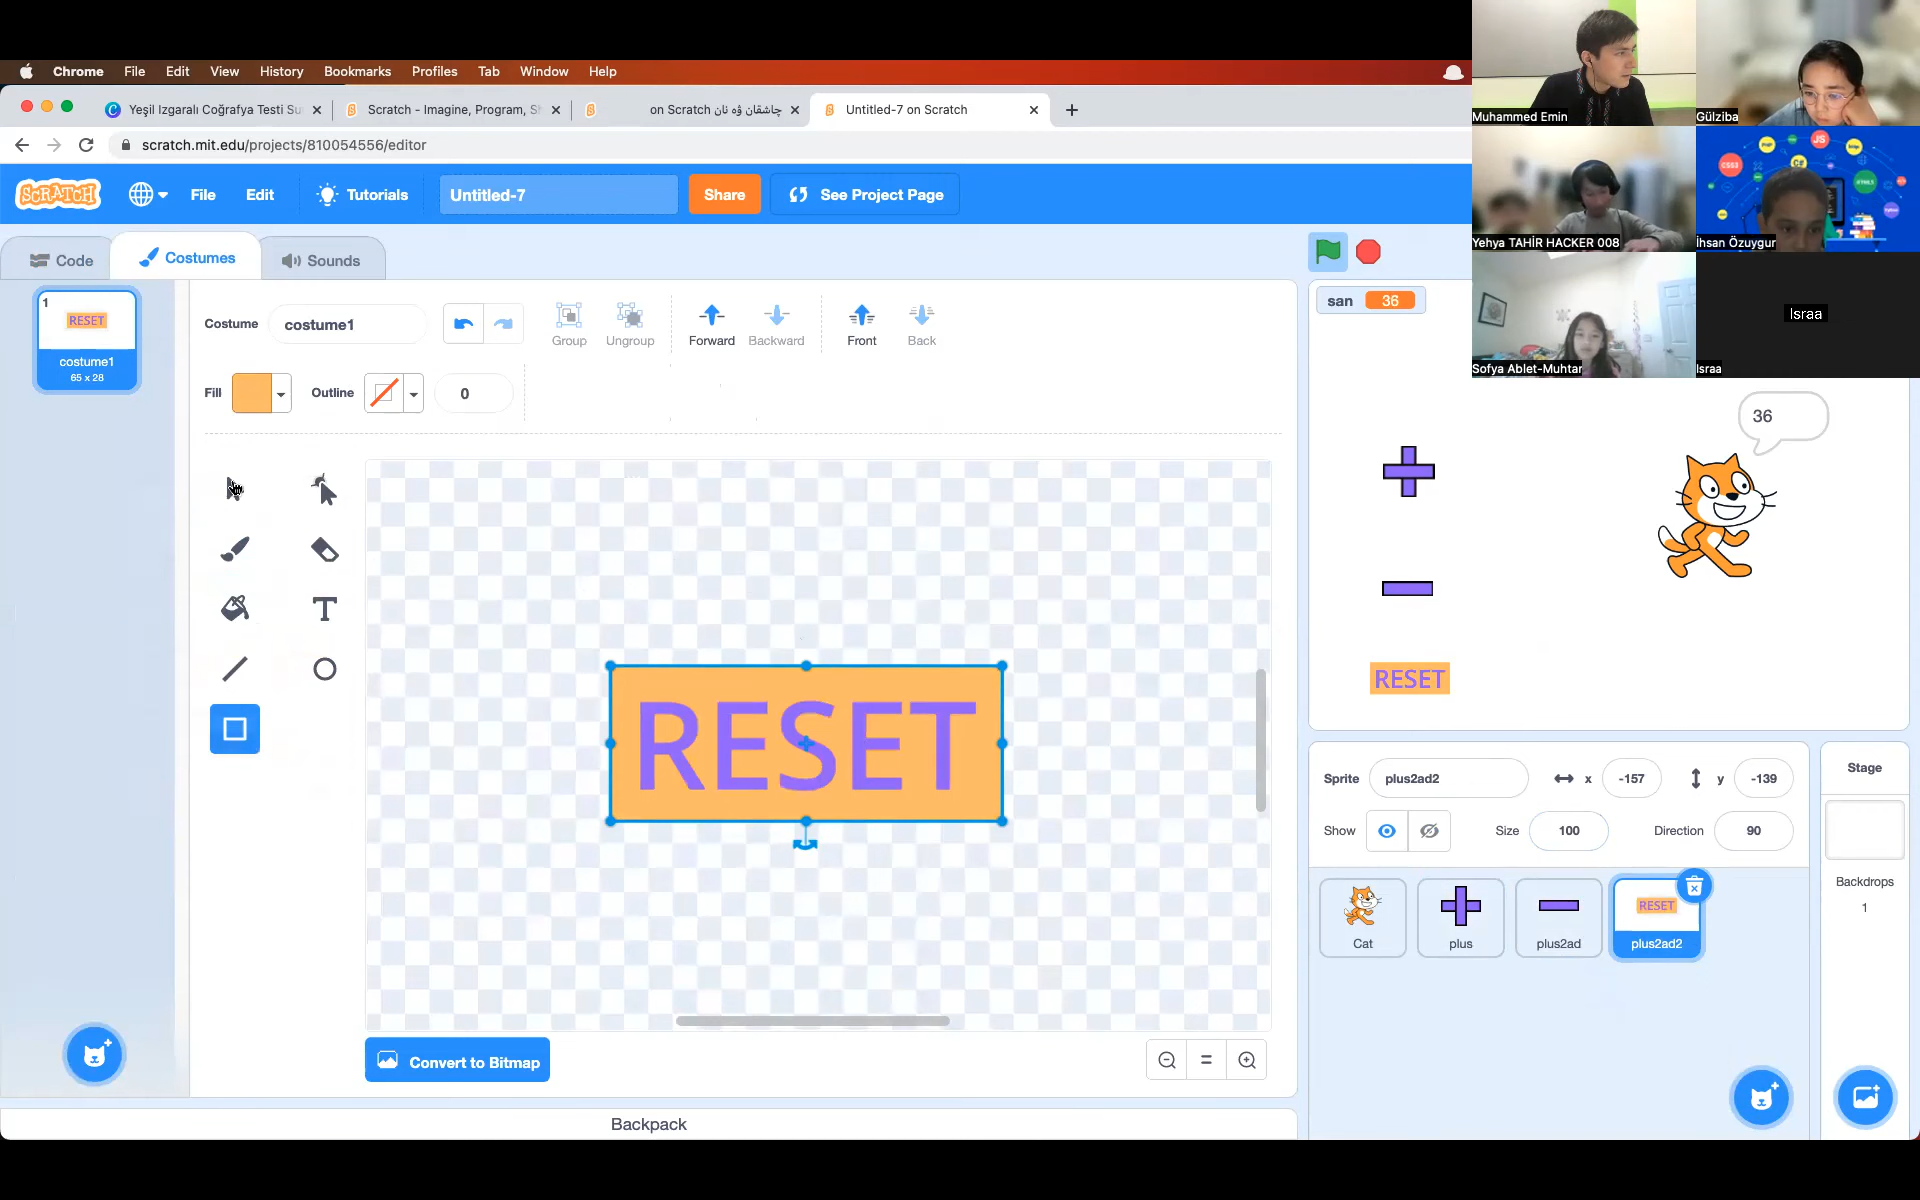 Chrome File Edit View History Bookmarks Profiles Tab Window Help
Yeşil Izgaralı Coğrafya Testi Su
Scratch - Imagine, Program, Sh
چاشقان ۋە نان on Scratch
Untitled-7 on Scratch
scratch.mit.edu/projects/810054556/editor
SCRATCH
File Edit Tutorials
Untitled-7
Share
See Project Page
Code Costumes Sounds
1
RESET
costume1
65 x 28
Costume
costume1
Group Ungroup Forward Backward Front Back
Fill Outline 0
T
RESET
Convert to Bitmap
Backpack
san 36
36
RESET
Sprite plus2ad2 x -157 y -139
Show Size 100 Direction 90
Cat
plus
plus2ad
RESET
plus2ad2
Stage
Backdrops
1
Muhammed Emin
Gülziba
Yehya TAHİR HACKER 008
İhsan Özuygur
Sofya Ablet-Muhtar
Israa
Israa